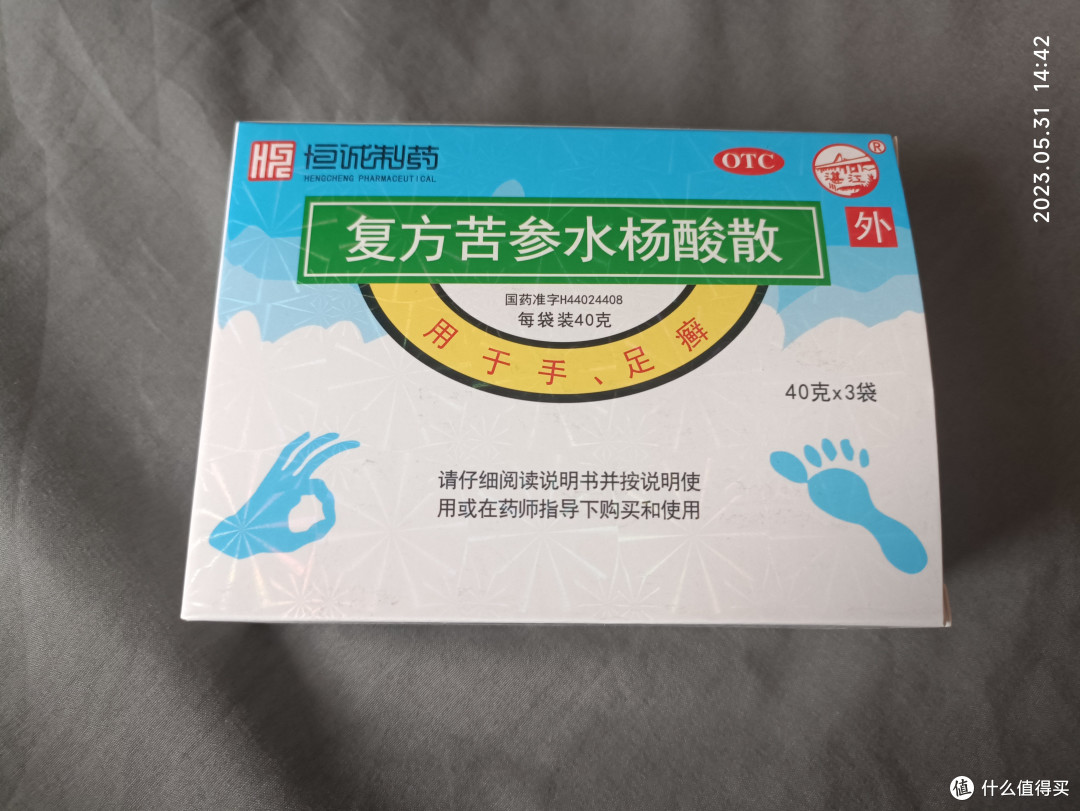 2023.05.31 14:42
恒诚制药
HENGCHENG PHARMACEUTICAL
OTC
®
湛江
外
复方苦参水杨酸散
国药准字H44024408
每袋装40克
用于手、足癣
40克x3袋
请仔细阅读说明书并按说明使
用或在药师指导下购买和使用
值 什么值得买